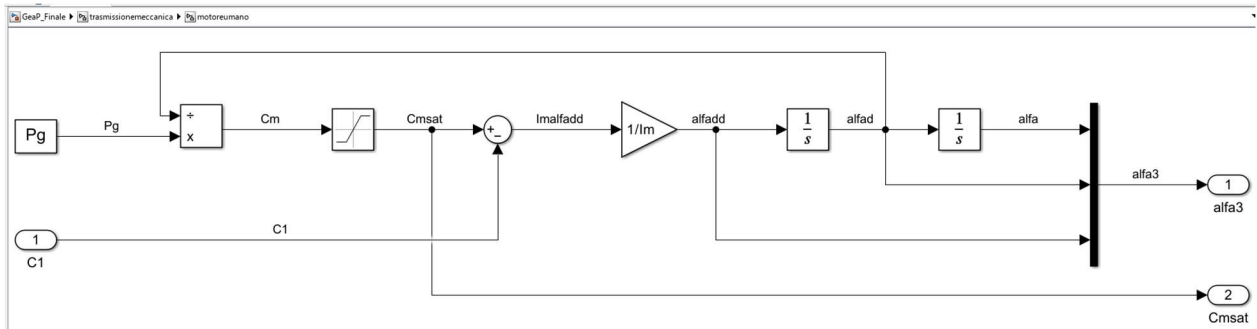 GeaP_Finale ▶ trasmissionemeccanica ▶ motoreumano
Pg
Pg
÷
x
Cm
Cmsat
+
−
Imalfadd
1/Im
alfadd
1
s
alfad
1
s
alfa
alfa3
1
alfa3
1
C1
C1
2
Cmsat